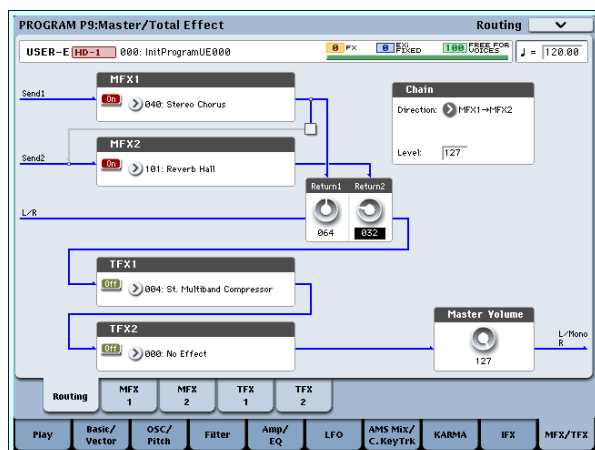 PROGRAM P9:Master/Total Effect Routing
USER-E HD-1 000: InitProgramUE000 0 FX 0 EXi FIXED 100 FREE FOR VOICES ♩ = 120.00
MFX1
Send1
On 040: Stereo Chorus
Chain
Direction: MFX1→MFX2
Level: 127
MFX2
Send2
On 101: Reverb Hall
Return1 Return2
064 032
L/R
TFX1
Off 004: St. Multiband Compressor
TFX2
Off 000: No Effect
Master Volume
127
L/Mono
R
Routing MFX 1 MFX 2 TFX 1 TFX 2
Play Basic/Vector OSC/Pitch Filter Amp/EQ LFO AMS Mix/C.KeyTrk KARMA IFX MFX/TFX